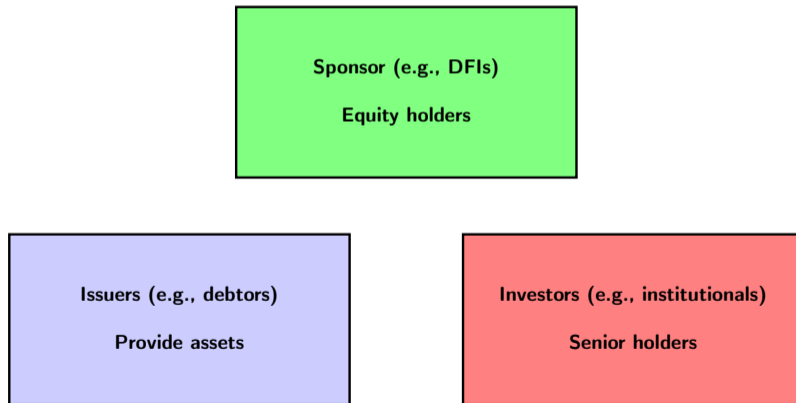 Sponsor (e.g., DFIs)
Equity holders
Issuers (e.g., debtors)
Provide assets
Investors (e.g., institutionals)
Senior holders